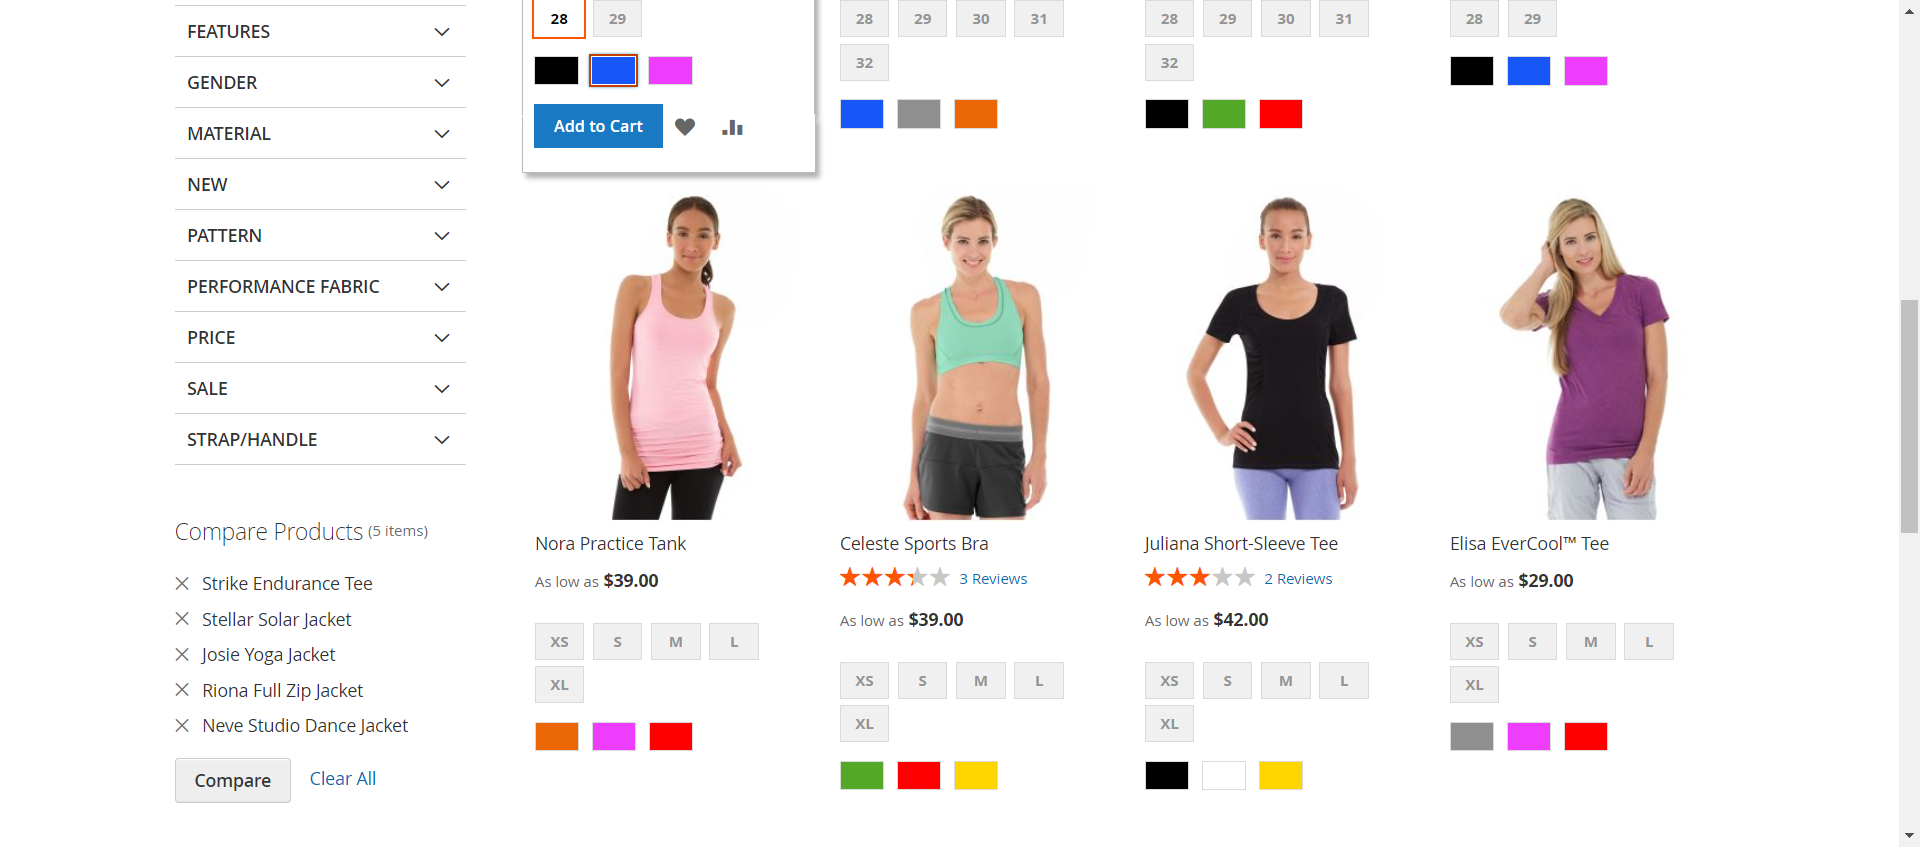 FEATURES
GENDER
MATERIAL
NEW
PATTERN
PERFORMANCE FABRIC
PRICE
SALE
STRAP/HANDLE
Compare Products (5 items)
Strike Endurance Tee
Stellar Solar Jacket
Josie Yoga Jacket
Riona Full Zip Jacket
Neve Studio Dance Jacket
Compare Clear All
28 29
Add to Cart
28 29 30 31
32
28 29 30 31
32
28 29
Nora Practice Tank
As low as $39.00
XS S M L
XL
Celeste Sports Bra
3 Reviews
As low as $39.00
XS S M L
XL
Juliana Short-Sleeve Tee
2 Reviews
As low as $42.00
XS S M L
XL
Elisa EverCool™ Tee
As low as $29.00
XS S M L
XL